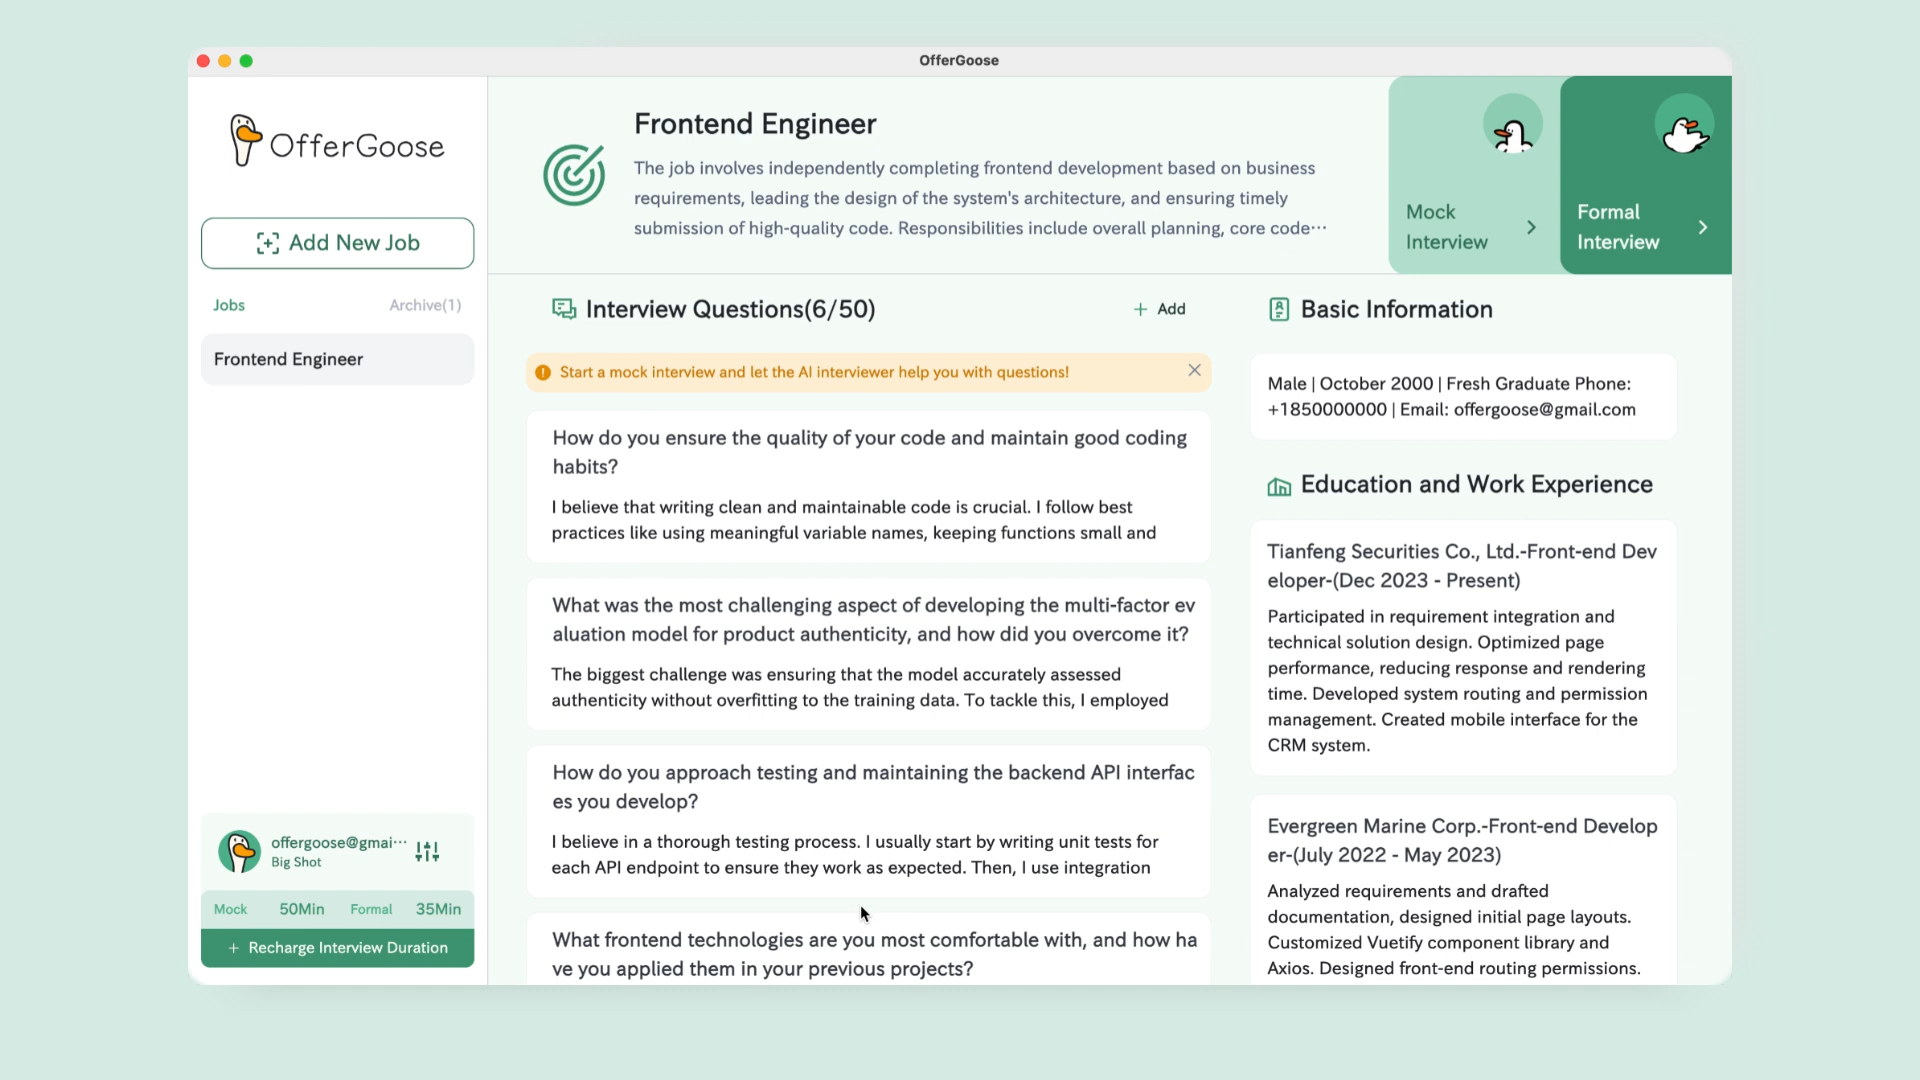 OfferGoose
OfferGoose
Add New Job
Jobs
Archive(1)
Frontend Engineer
offergoose@gmai···
Big Shot
Mock 50Min Formal 35Min
+ Recharge Interview Duration
Frontend Engineer
The job involves independently completing frontend development based on business
requirements, leading the design of the system's architecture, and ensuring timely
submission of high-quality code. Responsibilities include overall planning, core code···
Mock
Interview
Formal
Interview
Interview Questions(6/50)
+ Add
Start a mock interview and let the AI interviewer help you with questions!
How do you ensure the quality of your code and maintain good coding
habits?
I believe that writing clean and maintainable code is crucial. I follow best
practices like using meaningful variable names, keeping functions small and
What was the most challenging aspect of developing the multi-factor ev
aluation model for product authenticity, and how did you overcome it?
The biggest challenge was ensuring that the model accurately assessed
authenticity without overfitting to the training data. To tackle this, I employed
How do you approach testing and maintaining the backend API interfac
es you develop?
I believe in a thorough testing process. I usually start by writing unit tests for
each API endpoint to ensure they work as expected. Then, I use integration
What frontend technologies are you most comfortable with, and how ha
ve you applied them in your previous projects?
Basic Information
Male | October 2000 | Fresh Graduate Phone:
+1850000000 | Email: offergoose@gmail.com
Education and Work Experience
Tianfeng Securities Co., Ltd.-Front-end Dev
eloper-(Dec 2023 - Present)
Participated in requirement integration and
technical solution design. Optimized page
performance, reducing response and rendering
time. Developed system routing and permission
management. Created mobile interface for the
CRM system.
Evergreen Marine Corp.-Front-end Develop
er-(July 2022 - May 2023)
Analyzed requirements and drafted
documentation, designed initial page layouts.
Customized Vuetify component library and
Axios. Designed front-end routing permissions.